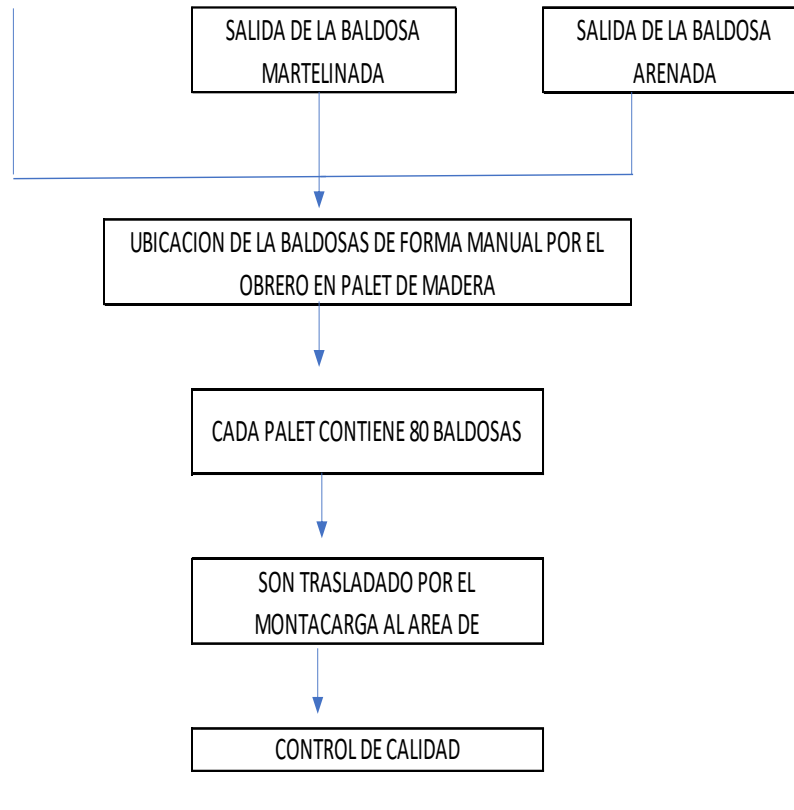 SALIDA DE LA BALDOSA
MARTELINADA
SALIDA DE LA BALDOSA
ARENADA
UBICACION DE LA BALDOSAS DE FORMA MANUAL POR EL
OBRERO EN PALET DE MADERA
CADA PALET CONTIENE 80 BALDOSAS
SON TRASLADADO POR EL
MONTACARGA AL AREA DE
CONTROL DE CALIDAD